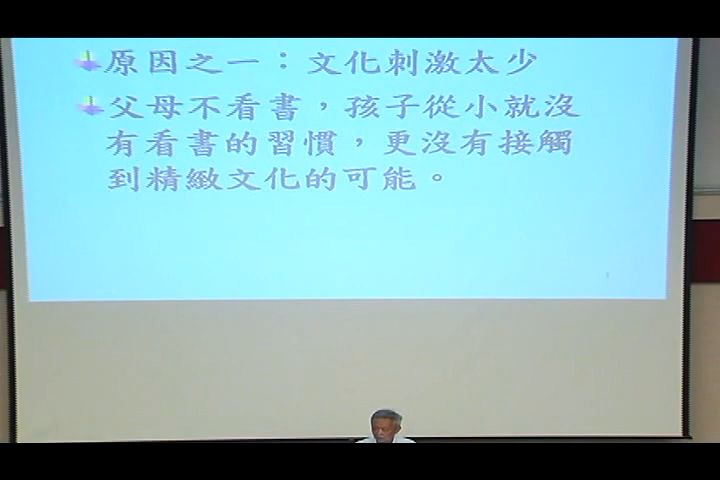 原因之一：文化刺激太少
父母不看書，孩子從小就沒
有看書的習慣，更沒有接觸
到精緻文化的可能。